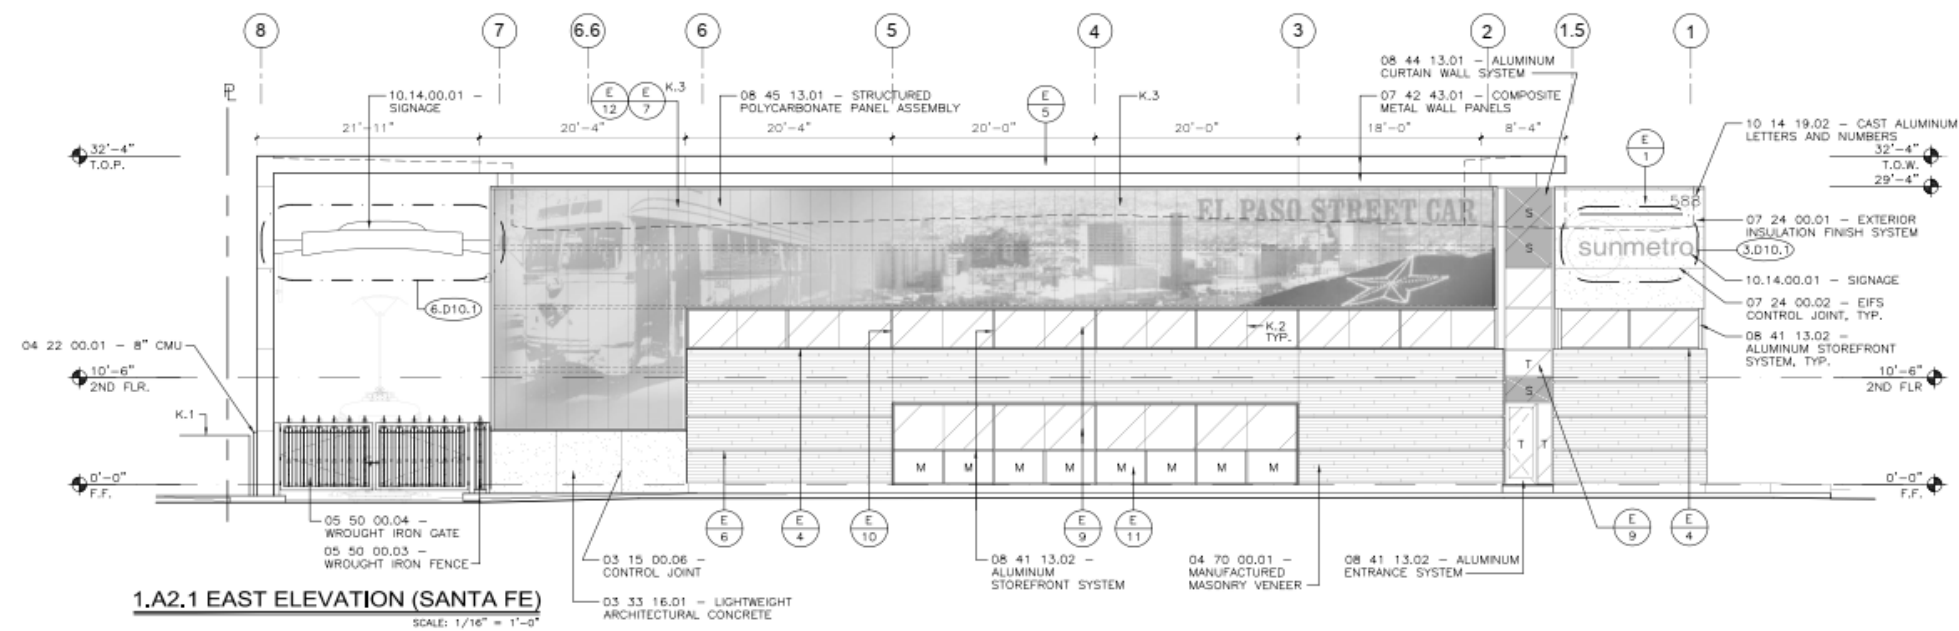 8
7
6.6
6
5
4
3
2
1.5
1
PL
10.14.00.01 –
SIGNAGE
E
12
E
7
K.3
08 45 13.01 – STRUCTURED
POLYCARBONATE PANEL ASSEMBLY
E
5
K.3
08 44 13.01 – ALUMINUM
CURTAIN WALL SYSTEM
07 42 43.01 – COMPOSITE
METAL WALL PANELS
10 14 19.02 – CAST ALUMINUM
LETTERS AND NUMBERS
21'-11"
20'-4"
20'-4"
20'-0"
20'-0"
18'-0"
8'-4"
E
1
32'-4"
T.O.P.
32'-4"
T.O.W.
29'-4"
588
EL PASO STREET CAR
S
S
sunmetro
07 24 00.01 – EXTERIOR
INSULATION FINISH SYSTEM
3.D10.1
10.14.00.01 – SIGNAGE
07 24 00.02 – EIFS
CONTROL JOINT, TYP.
08 41 13.02 –
ALUMINUM STOREFRONT
SYSTEM, TYP.
6.D10.1
K.2
TYP.
04 22 00.01 – 8" CMU
10'-6"
2ND FLR.
T
S
10'-6"
2ND FLR
K.1
M M M M M M M M
T T
0'-0"
F.F.
0'-0"
F.F.
05 50 00.04 –
WROUGHT IRON GATE
05 50 00.03 –
WROUGHT IRON FENCE
E
6
E
4
E
10
E
9
E
11
E
9
E
4
03 15 00.06 –
CONTROL JOINT
08 41 13.02 –
ALUMINUM
STOREFRONT SYSTEM
04 70 00.01 –
MANUFACTURED
MASONRY VENEER
08 41 13.02 – ALUMINUM
ENTRANCE SYSTEM
03 33 16.01 – LIGHTWEIGHT
ARCHITECTURAL CONCRETE
1.A2.1 EAST ELEVATION (SANTA FE)
SCALE: 1/16" = 1'-0"